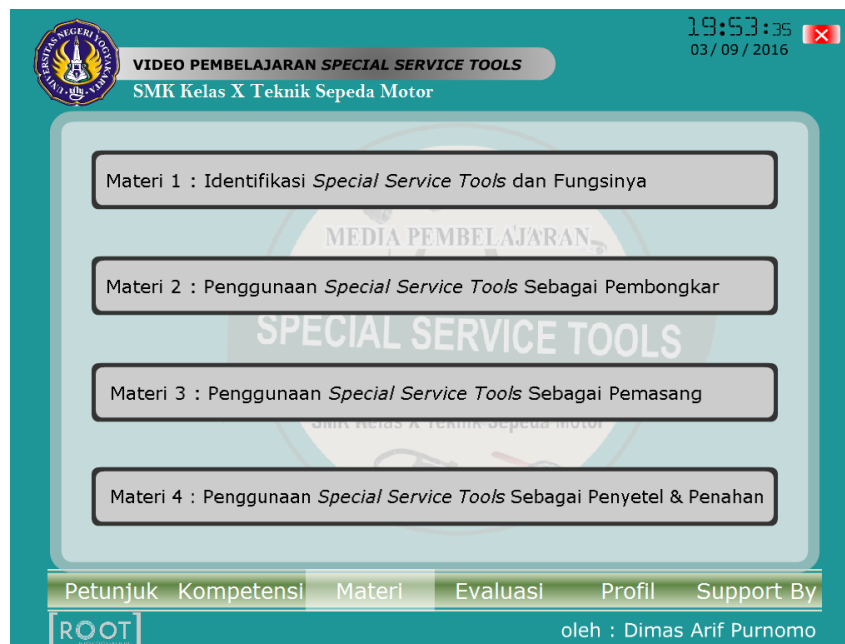 19:53:35
03/09/2016
UNIVERSITAS NEGERI YOGYAKARTA
VIDEO PEMBELAJARAN SPECIAL SERVICE TOOLS
SMK Kelas X Teknik Sepeda Motor
Materi 1 : Identifikasi Special Service Tools dan Fungsinya
MEDIA PEMBELAJARAN
Materi 2 : Penggunaan Special Service Tools Sebagai Pembongkar
SPECIAL SERVICE TOOLS
Materi 3 : Penggunaan Special Service Tools Sebagai Pemasang
SMK Kelas X Teknik Sepeda Motor
Materi 4 : Penggunaan Special Service Tools Sebagai Penyetel & Penahan
Petunjuk Kompetensi Materi Evaluasi Profil Support By
[ROOT]
oleh : Dimas Arif Purnomo